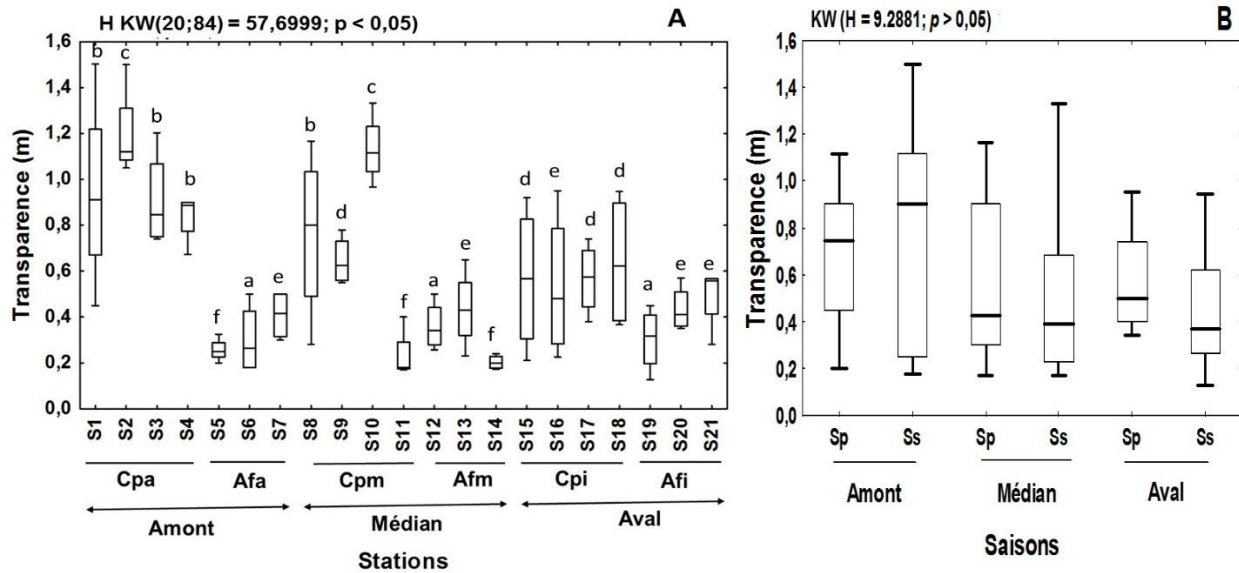 H KW(20;84) = 57,6999; p < 0,05)
A
1,6
1,4
1,2
1,0
0,8
0,6
0,4
0,2
0,0
Transparence (m)
b c b b f a e b d c f a e f d e d d a e e
S1 S2 S3 S4 S5 S6 S7 S8 S9 S10 S11 S12 S13 S14 S15 S16 S17 S18 S19 S20 S21
Cpa Afa Cpm Afm Cpi Afi
Amont Médian Aval
Stations
KW (H = 9.2881; p > 0,05)
B
1,6
1,4
1,2
1,0
0,8
0,6
0,4
0,2
0,0
Transparence (m)
Sp Ss Sp Ss Sp Ss
Amont Médian Aval
Saisons